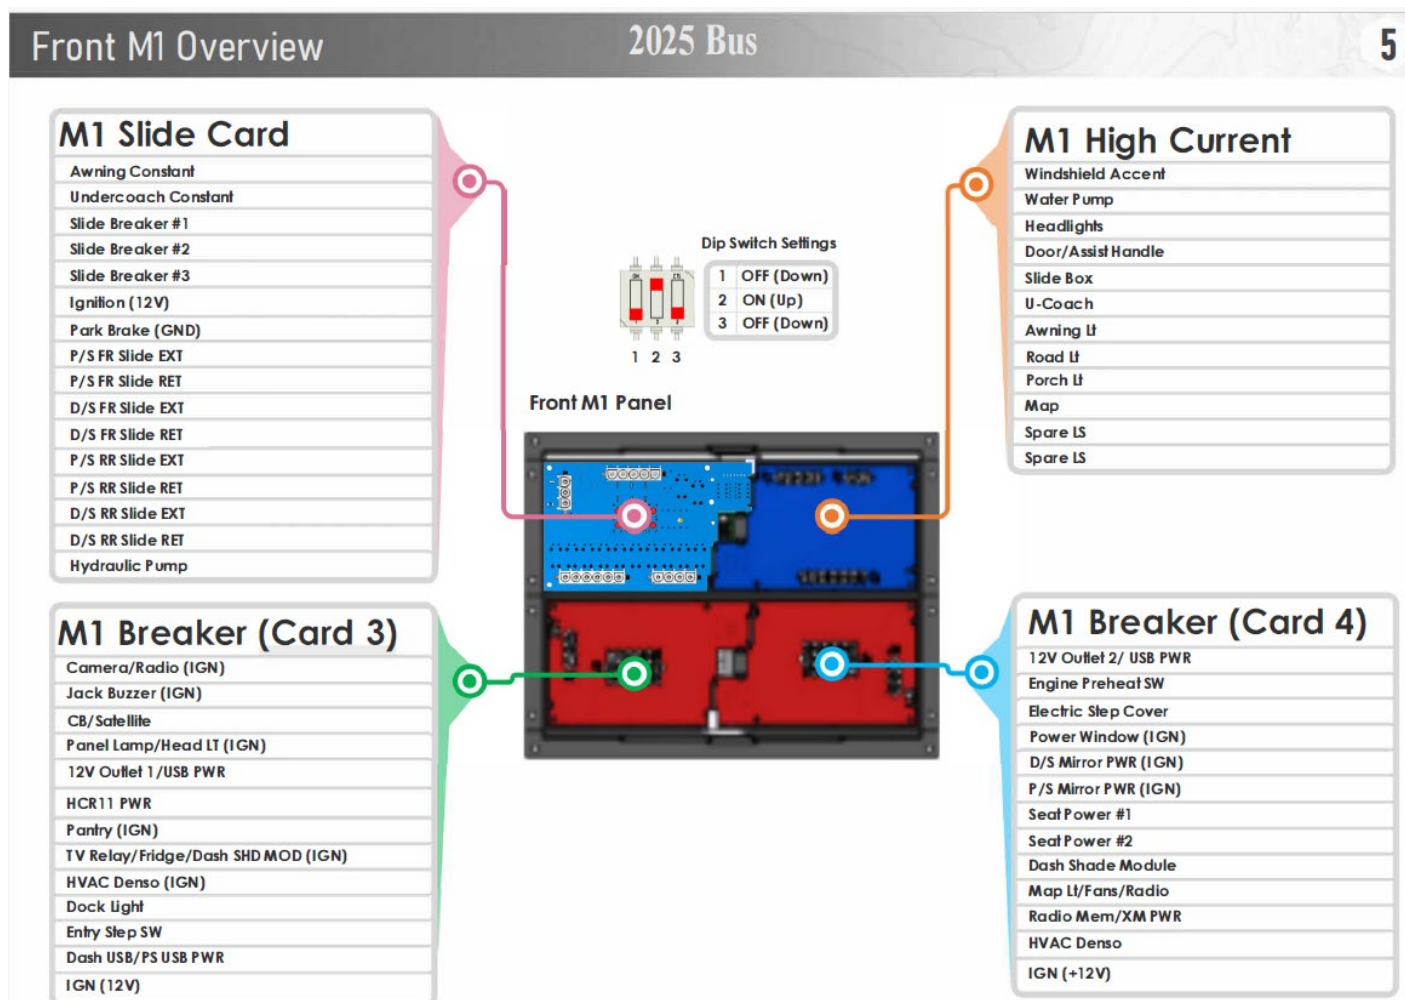 Front M1 Overview
2025 Bus
5
M1 Slide Card
Awning Constant
Undercoach Constant
Slide Breaker #1
Slide Breaker #2
Slide Breaker #3
Ignition (12V)
Park Brake (GND)
P/S FR Slide EXT
P/S FR Slide RET
D/S FR Slide EXT
D/S FR Slide RET
P/S RR Slide EXT
P/S RR Slide RET
D/S RR Slide EXT
D/S RR Slide RET
Hydraulic Pump
M1 High Current
Windshield Accent
Water Pump
Headlights
Door/Assist Handle
Slide Box
U-Coach
Awning Lt
Road Lt
Porch Lt
Map
Spare LS
Spare LS
Dip Switch Settings
1 OFF (Down)
2 ON (Up)
3 OFF (Down)
1 2 3
Front M1 Panel
M1 Breaker (Card 3)
Camera/Radio (IGN)
Jack Buzzer (IGN)
CB/Satellite
Panel Lamp/Head LT (IGN)
12V Outlet 1/USB PWR
HCR11 PWR
Pantry (IGN)
TV Relay/Fridge/Dash SHD MOD (IGN)
HVAC Denso (IGN)
Dock Light
Entry Step SW
Dash USB/PS USB PWR
IGN (12V)
M1 Breaker (Card 4)
12V Outlet 2/ USB PWR
Engine Preheat SW
Electric Step Cover
Power Window (IGN)
D/S Mirror PWR (IGN)
P/S Mirror PWR (IGN)
Seat Power #1
Seat Power #2
Dash Shade Module
Map Lt/Fans/Radio
Radio Mem/XM PWR
HVAC Denso
IGN (+12V)